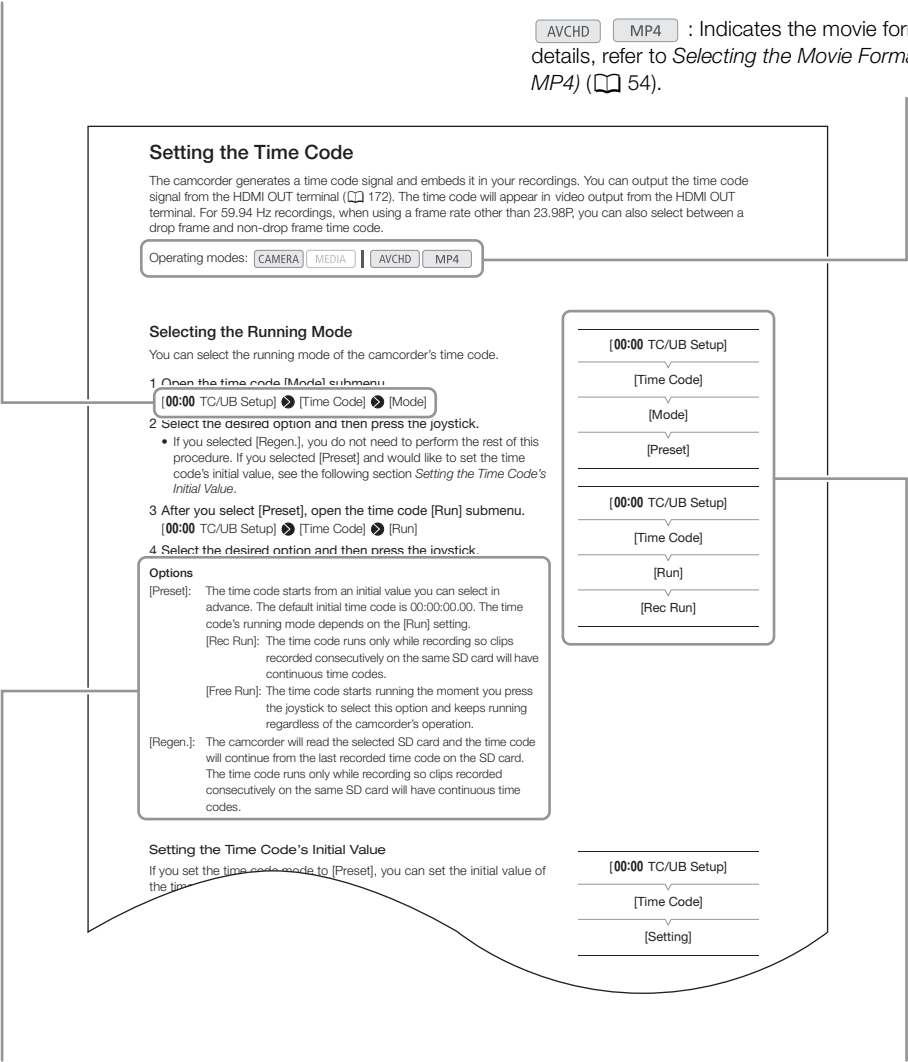 AVCHD MP4 : Indicates the movie for
details, refer to Selecting the Movie Forma
MP4) ( 54).
Setting the Time Code
The camcorder generates a time code signal and embeds it in your recordings. You can output the time code
signal from the HDMI OUT terminal ( 172). The time code will appear in video output from the HDMI OUT
terminal. For 59.94 Hz recordings, when using a frame rate other than 23.98P, you can also select between a
drop frame and non-drop frame time code.
Operating modes: CAMERA MEDIA AVCHD MP4
Selecting the Running Mode
You can select the running mode of the camcorder's time code.
1 Open the time code [Mode] submenu.
[00:00 TC/UB Setup] > [Time Code] > [Mode]
2 Select the desired option and then press the joystick.
• If you selected [Regen.], you do not need to perform the rest of this
procedure. If you selected [Preset] and would like to set the time
code's initial value, see the following section Setting the Time Code's
Initial Value.
3 After you select [Preset], open the time code [Run] submenu.
[00:00 TC/UB Setup] > [Time Code] > [Run]
4 Select the desired option and then press the joystick.
[00:00 TC/UB Setup]
[Time Code]
[Mode]
[Preset]
[00:00 TC/UB Setup]
[Time Code]
[Run]
[Rec Run]
Options
[Preset]: The time code starts from an initial value you can select in
advance. The default initial time code is 00:00:00.00. The time
code's running mode depends on the [Run] setting.
[Rec Run]: The time code runs only while recording so clips
recorded consecutively on the same SD card will have
continuous time codes.
[Free Run]: The time code starts running the moment you press
the joystick to select this option and keeps running
regardless of the camcorder's operation.
[Regen.]: The camcorder will read the selected SD card and the time code
will continue from the last recorded time code on the SD card.
The time code runs only while recording so clips recorded
consecutively on the same SD card will have continuous time
codes.
Setting the Time Code's Initial Value
If you set the time code mode to [Preset], you can set the initial value of
the tim
[00:00 TC/UB Setup]
[Time Code]
[Setting]